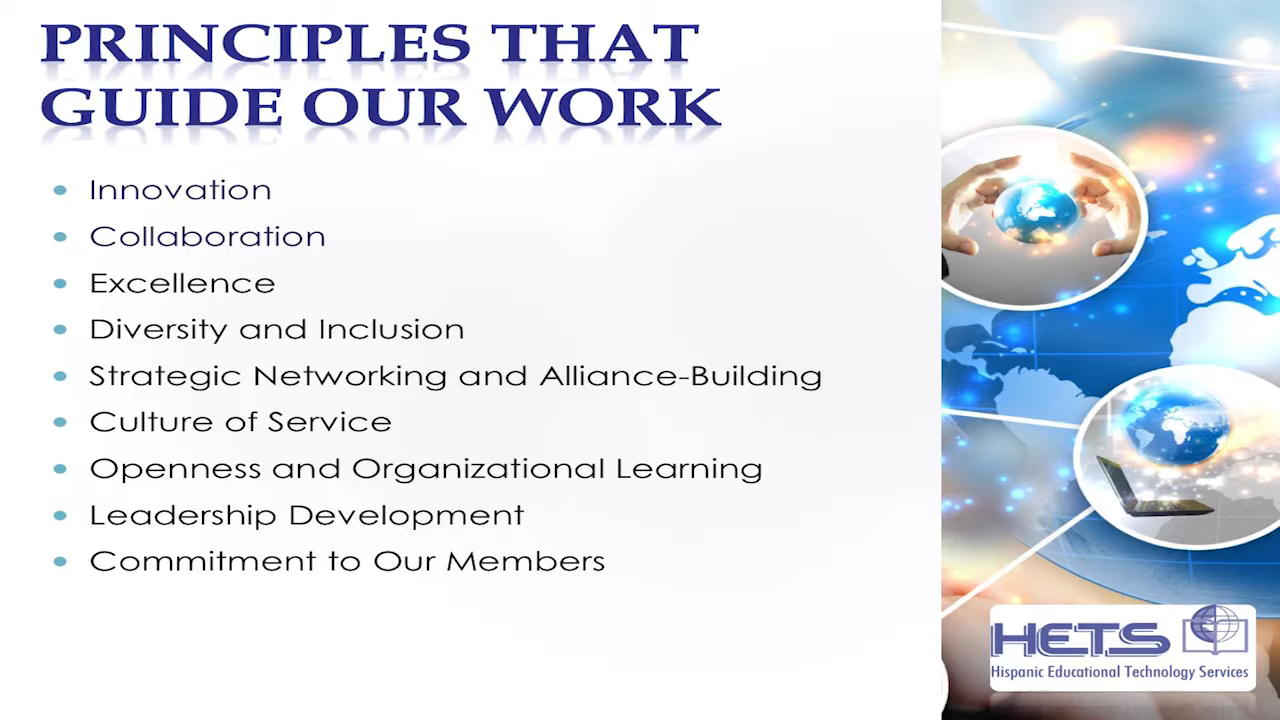 PRINCIPLES THAT
GUIDE OUR WORK
• Innovation
• Collaboration
• Excellence
• Diversity and Inclusion
• Strategic Networking and Alliance-Building
• Culture of Service
• Openness and Organizational Learning
• Leadership Development
• Commitment to Our Members
HETS
Hispanic Educational Technology Services